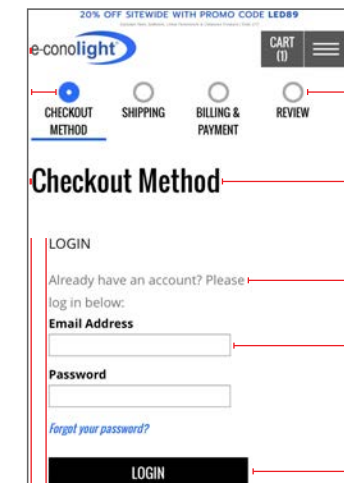 20% OFF SITEWIDE WITH PROMO CODE LED89
e-conolight
CART
(1)
CHECKOUT
METHOD
SHIPPING
BILLING &
PAYMENT
REVIEW
Checkout Method
LOGIN
Already have an account? Please
log in below:
Email Address
Password
Forgot your password?
LOGIN